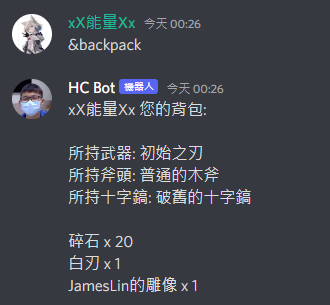 xX能量Xx 今天 00:26
&backpack
HC Bot 機器人 今天 00:26
xX能量Xx 您的背包:
所持武器: 初始之刃
所持斧頭: 普通的木斧
所持十字鎬: 破舊的十字鎬
碎石 x 20
白刃 x 1
JamesLin的雕像 x 1